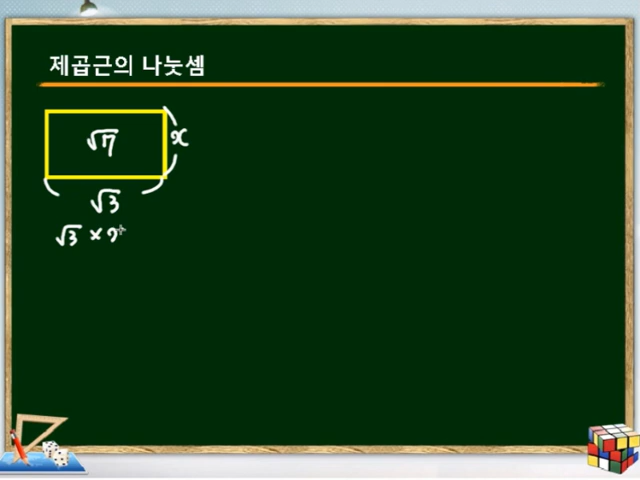 제곱근의 나눗셈
√7
x
√3
√3 ×